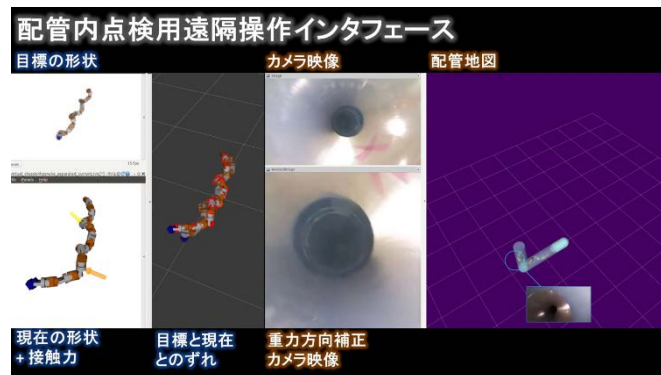 配管内点検用遠隔操作インタフェース
目標の形状
カメラ映像
配管地図
現在の形状
+接触力
目標と現在
とのずれ
重力方向補正
カメラ映像